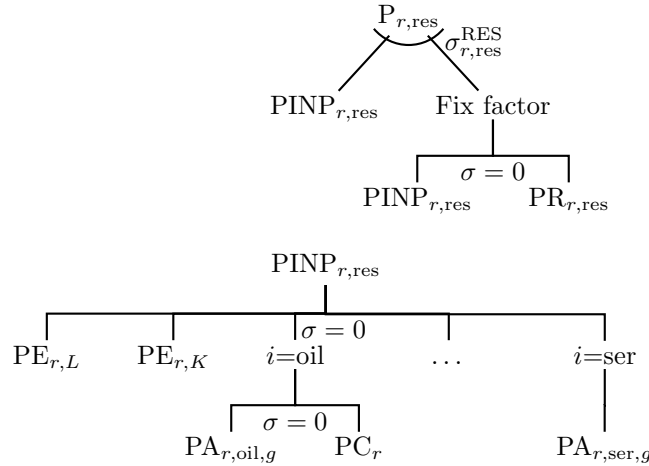 P_{r,res}
σ^{RES}_{r,res}
PINP_{r,res} Fix factor
σ = 0
PINP_{r,res} PR_{r,res}
PINP_{r,res}
σ = 0
PE_{r,L} PE_{r,K} i=oil ... i=ser
σ = 0
PA_{r,oil,g} PC_r PA_{r,ser,g}